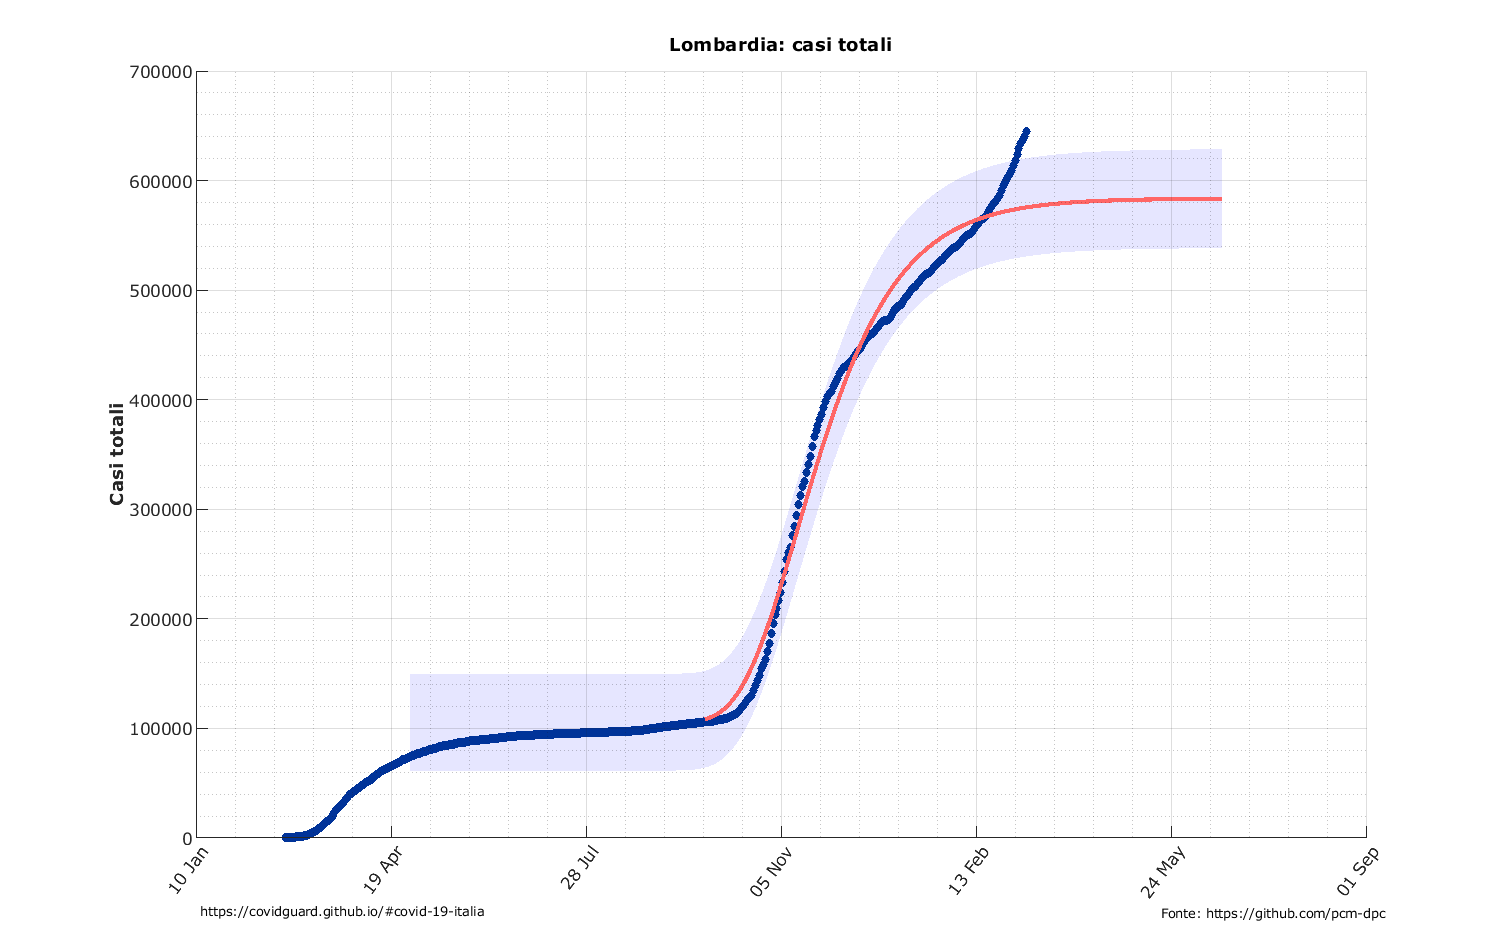 Lombardia: casi totali
Casi totali
700000
600000
500000
400000
300000
200000
100000
0
10 Jan
19 Apr
28 Jul
05 Nov
13 Feb
24 May
01 Sep
https://covidguard.github.io/#covid-19-italia
Fonte: https://github.com/pcm-dpc